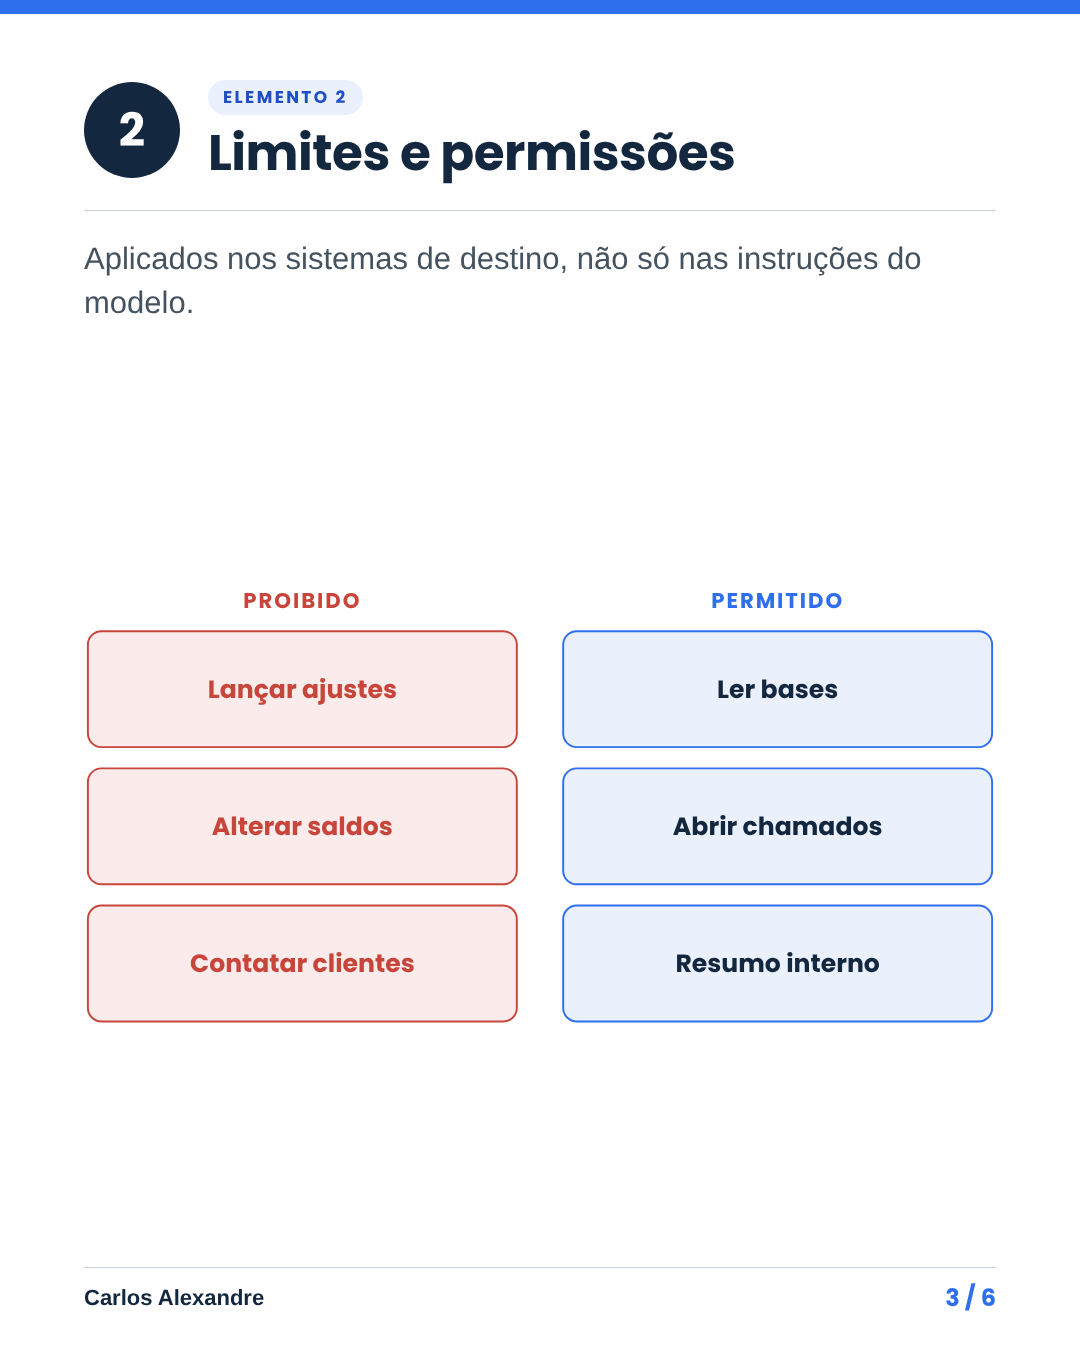 2
ELEMENTO 2
Limites e permissões
Aplicados nos sistemas de destino, não só nas instruções do
modelo.
PROIBIDO
Lançar ajustes
Alterar saldos
Contatar clientes
PERMITIDO
Ler bases
Abrir chamados
Resumo interno
Carlos Alexandre
3 / 6